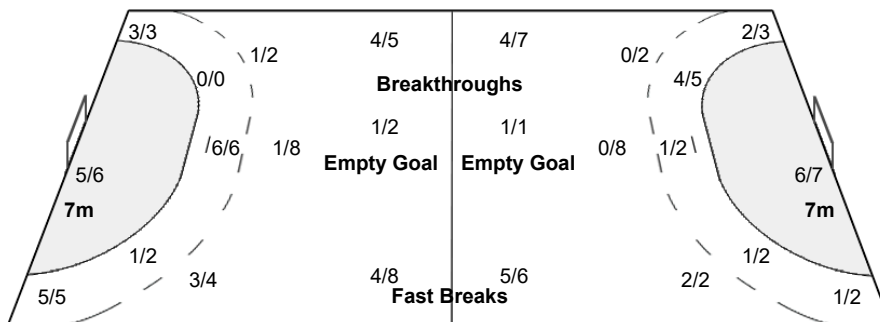 3/3 4/5 4/7 2/3
1/2 0/2
0/0 Breakthroughs 4/5
1/2 1/1
6/6 1/8 0/8 1/2
Empty Goal Empty Goal
5/6 6/7
7m 7m
1/2 1/2
3/4 4/8 5/6 2/2
5/5 Fast Breaks 1/2